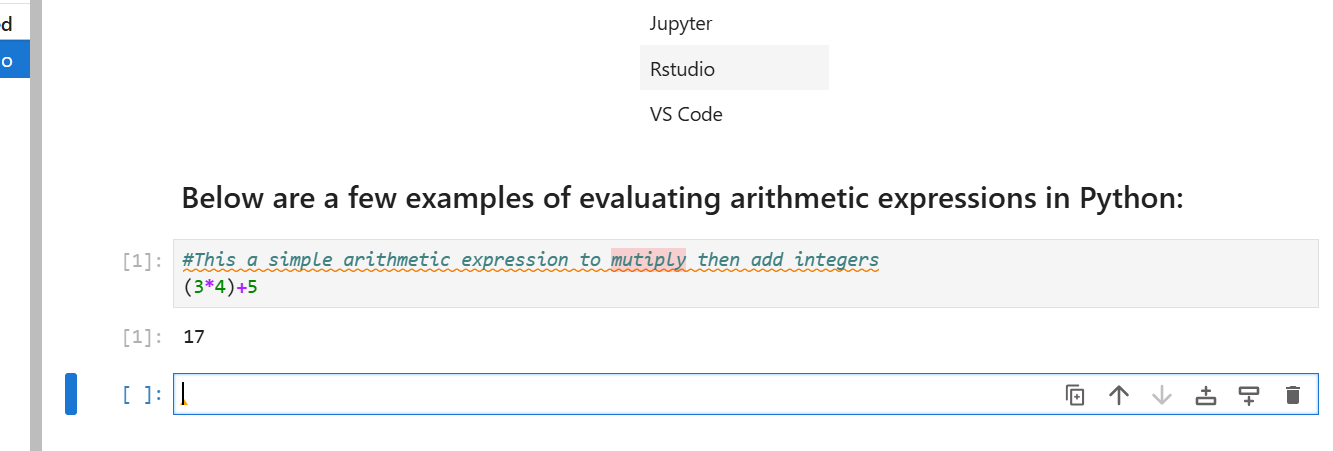 ed
o
Jupyter
Rstudio
VS Code
Below are a few examples of evaluating arithmetic expressions in Python:
[1]: #This a simple arithmetic expression to mutiply then add integers
(3*4)+5
[1]: 17
[ ]: